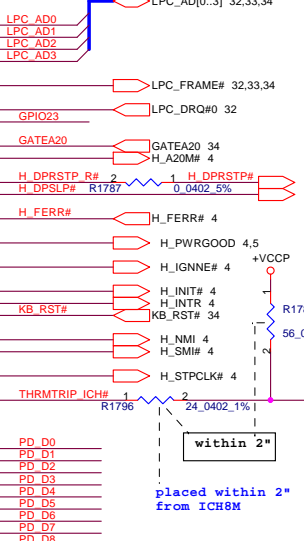 LPC_AD[0..3] 32,33,34
LPC_AD0
LPC_AD1
LPC_AD2
LPC_AD3
LPC_FRAME# 32,33,34
LPC_DRQ#0 32
GPIO23
GATEA20 GATEA20 34
H_A20M# 4
H_DPRSTP_R# 2 1 H_DPRSTP#
H_DPSLP# R1787 0_0402_5%
H_FERR# H_FERR# 4
H_PWRGOOD 4,5
+VCCP
H_IGNNE# 4
H_INIT# 4
1
H_INTR 4
KB_RST# KB_RST# 34
H_NMI 4
H_SMI# 4
2
H_STPCLK# 4
THRMTRIP_ICH# 1 2
R1796 24_0402_1%
within 2"
PD_D0
PD_D1
PD_D2
PD_D3
PD_D4
PD_D5
PD_D6
PD_D7
PD_D8
placed within 2"
from ICH8M